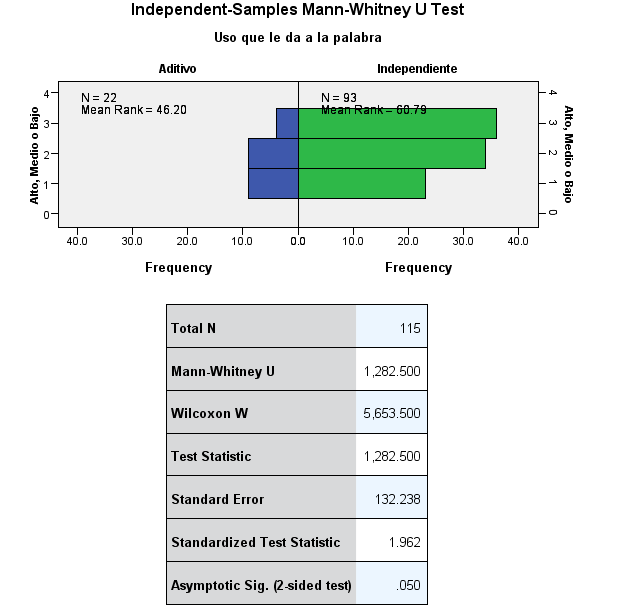 Independent-Samples Mann-Whitney U Test
Uso que le da a la palabra
Aditivo Independiente
N = 22 N = 93
Mean Rank = 46.20 Mean Rank = 60.79
Alto, Medio o Bajo
4
3
2
1
0
Alto, Medio o Bajo
4
3
2
1
0
40.0 30.0 20.0 10.0 0.0 10.0 20.0 30.0 40.0
Frequency Frequency
Total N 115
Mann-Whitney U 1,282.500
Wilcoxon W 5,653.500
Test Statistic 1,282.500
Standard Error 132.238
Standardized Test Statistic 1.962
Asymptotic Sig. (2-sided test) .050